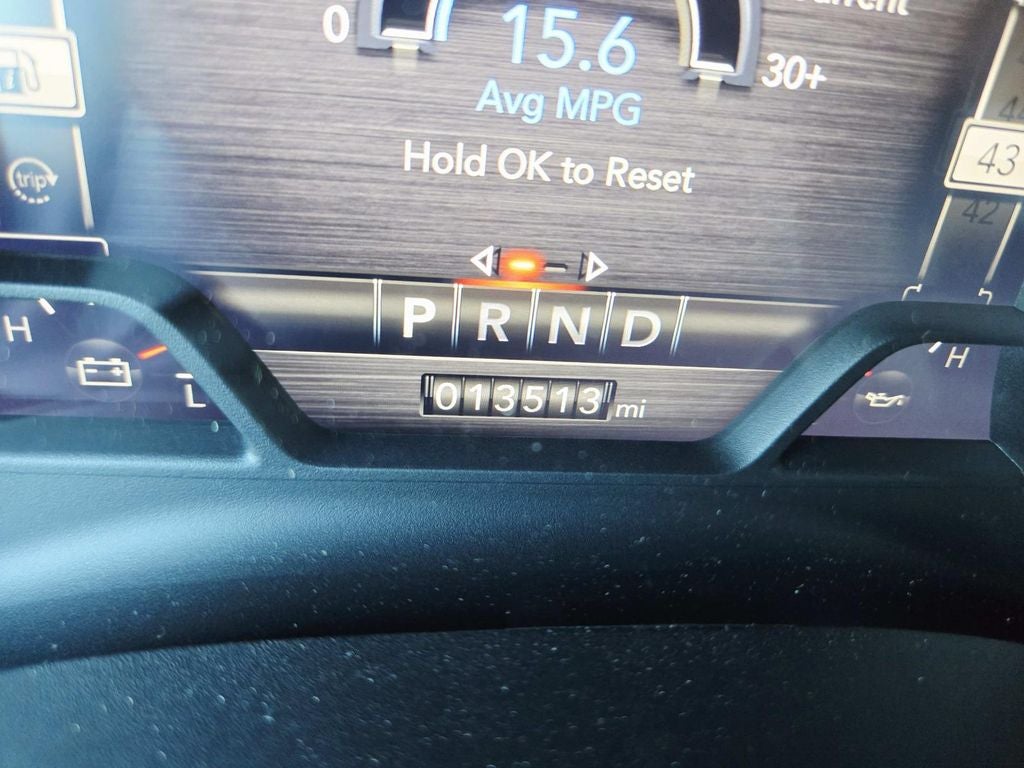 0
15.6
Avg MPG
30+
Hold OK to Reset
trip
43
42
P R N D
H
H
L
013513 mi